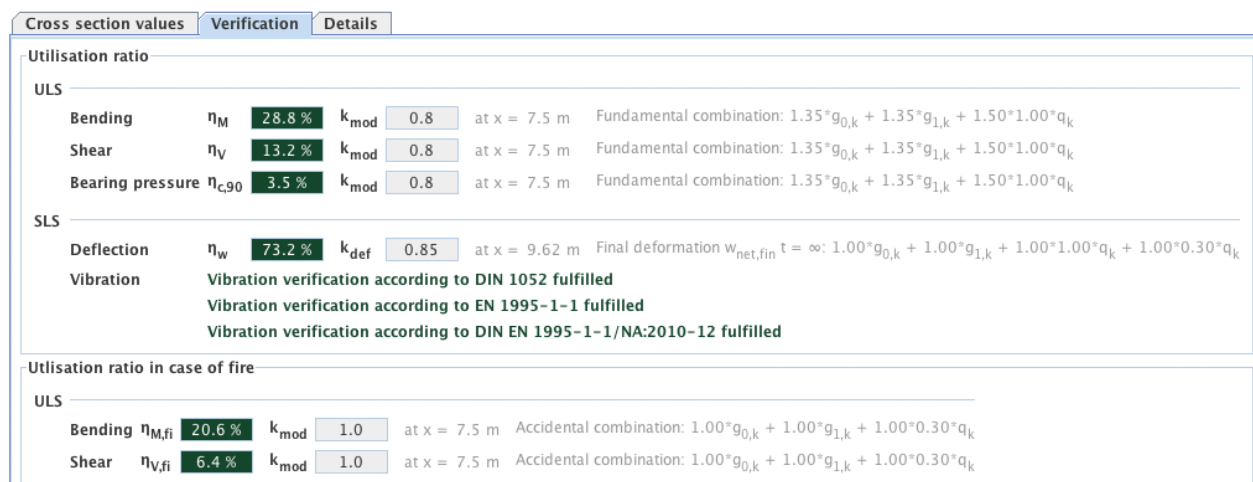 Cross section values Verification Details
Utilisation ratio
ULS
Bending ηM 28.8 % kmod 0.8 at x = 7.5 m Fundamental combination: 1.35*g0,k + 1.35*g1,k + 1.50*1.00*qk
Shear ηV 13.2 % kmod 0.8 at x = 7.5 m Fundamental combination: 1.35*g0,k + 1.35*g1,k + 1.50*1.00*qk
Bearing pressure ηc,90 3.5 % kmod 0.8 at x = 7.5 m Fundamental combination: 1.35*g0,k + 1.35*g1,k + 1.50*1.00*qk
SLS
Deflection ηw 73.2 % kdef 0.85 at x = 9.62 m Final deformation wnet,fin t = ∞: 1.00*g0,k + 1.00*g1,k + 1.00*1.00*qk + 1.00*0.30*qk
Vibration Vibration verification according to DIN 1052 fulfilled
Vibration verification according to EN 1995-1-1 fulfilled
Vibration verification according to DIN EN 1995-1-1/NA:2010-12 fulfilled
Utlisation ratio in case of fire
ULS
Bending ηM,fi 20.6 % kmod 1.0 at x = 7.5 m Accidental combination: 1.00*g0,k + 1.00*g1,k + 1.00*0.30*qk
Shear ηV,fi 6.4 % kmod 1.0 at x = 7.5 m Accidental combination: 1.00*g0,k + 1.00*g1,k + 1.00*0.30*qk